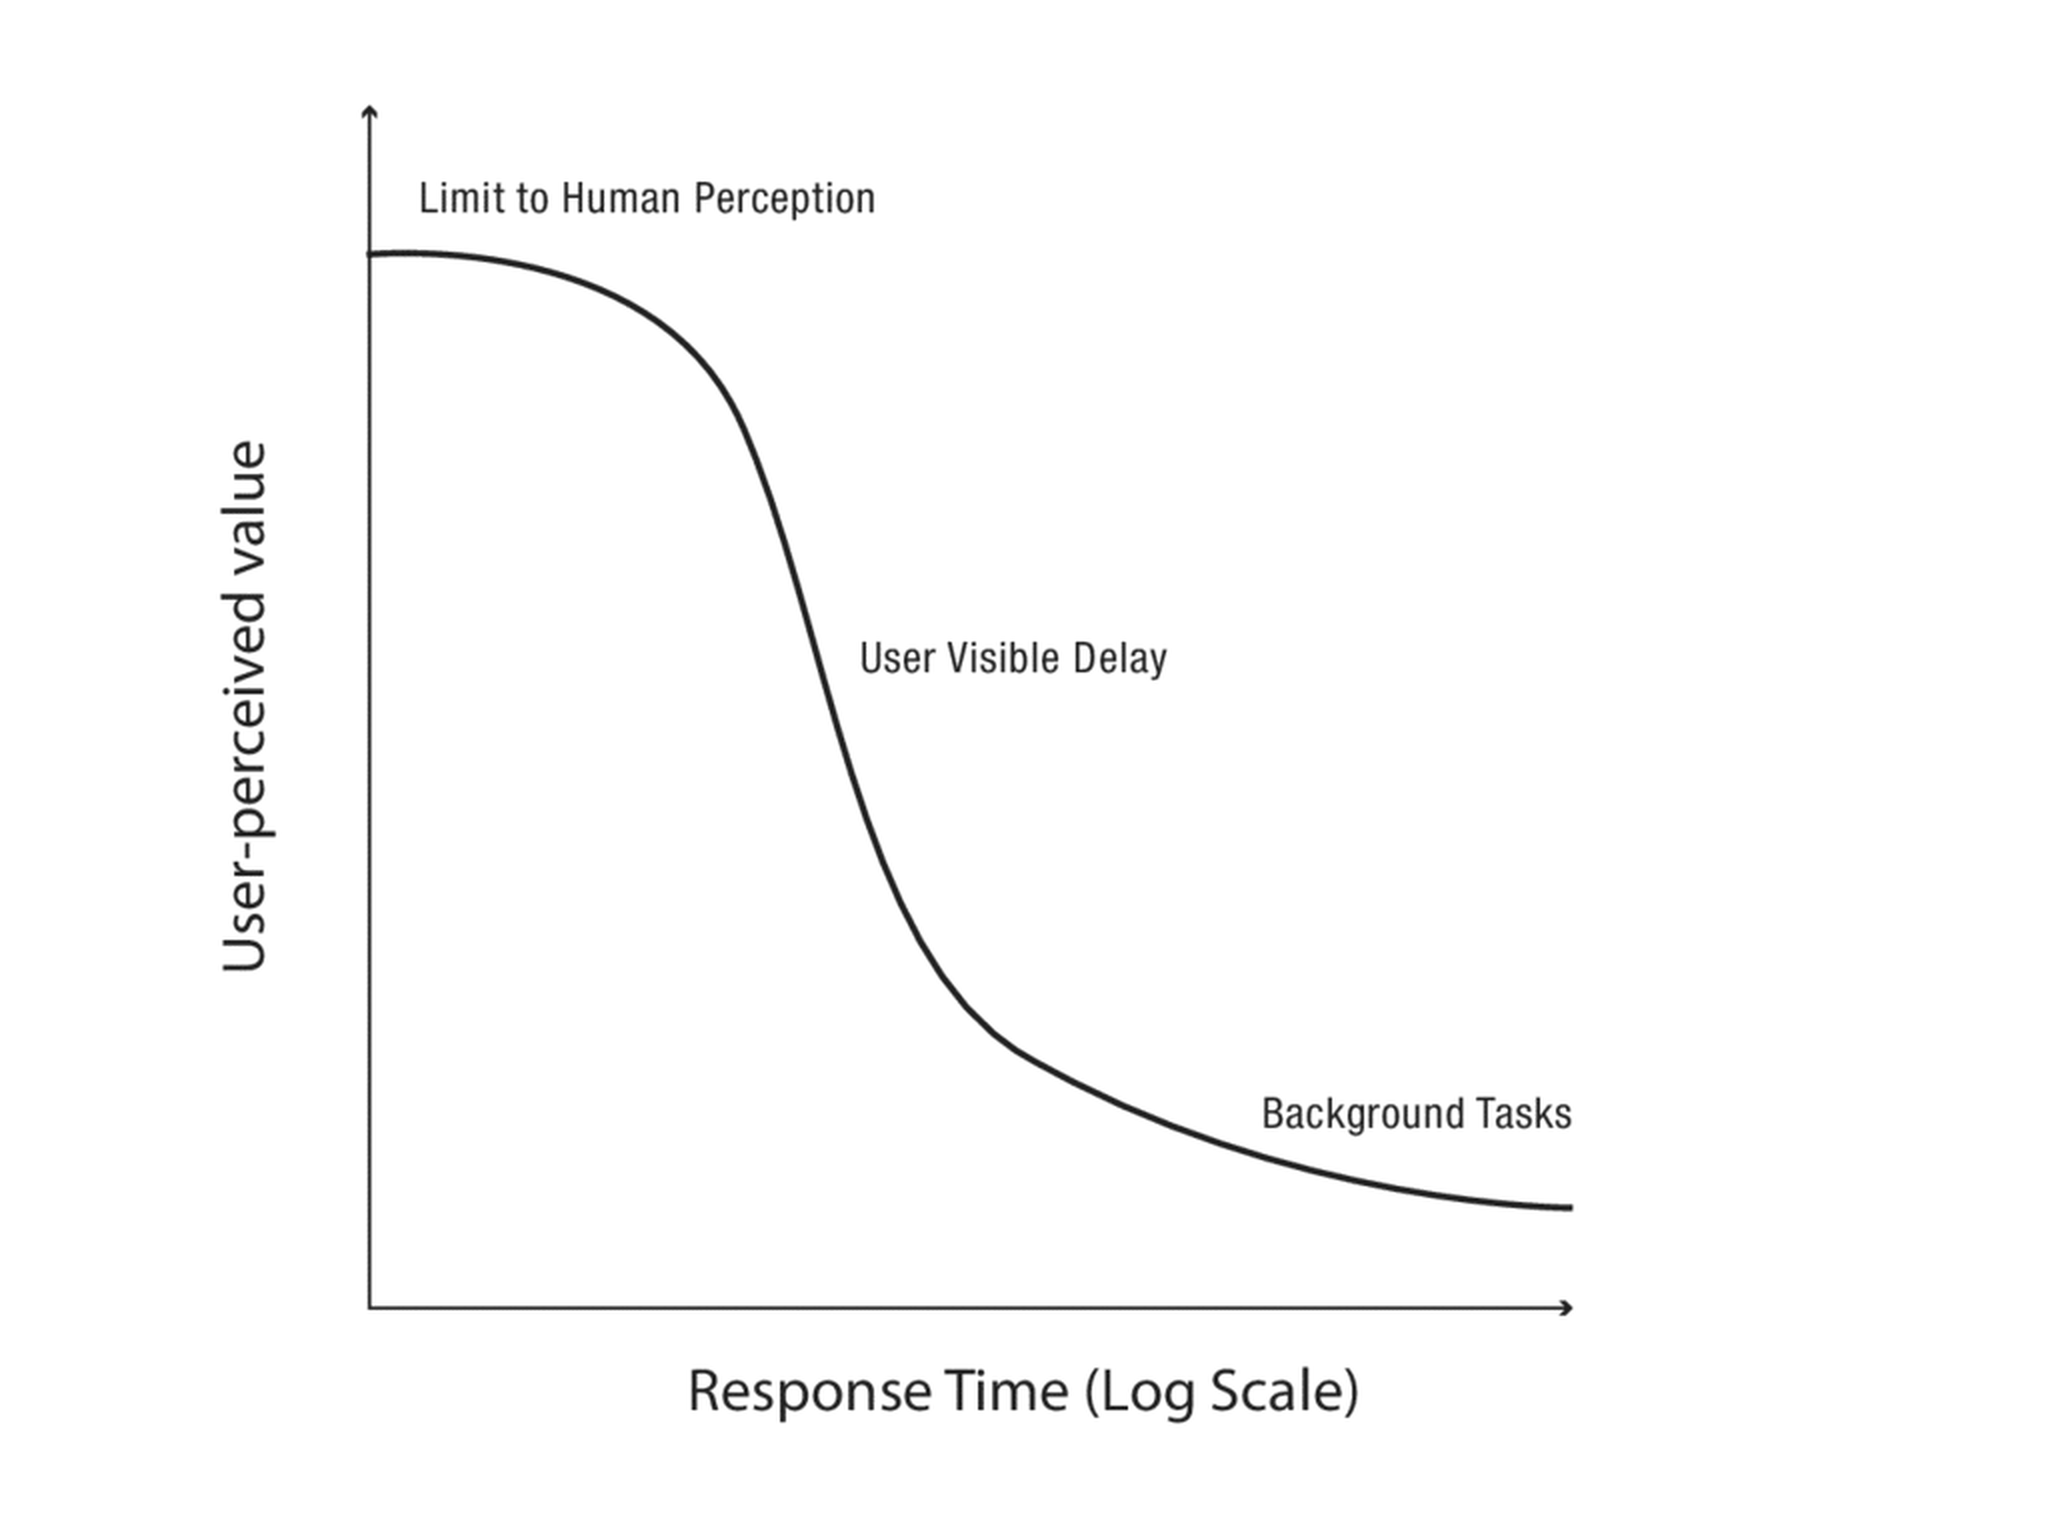 Limit to Human Perception
User-perceived value
User Visible Delay
Background Tasks
Response Time (Log Scale)